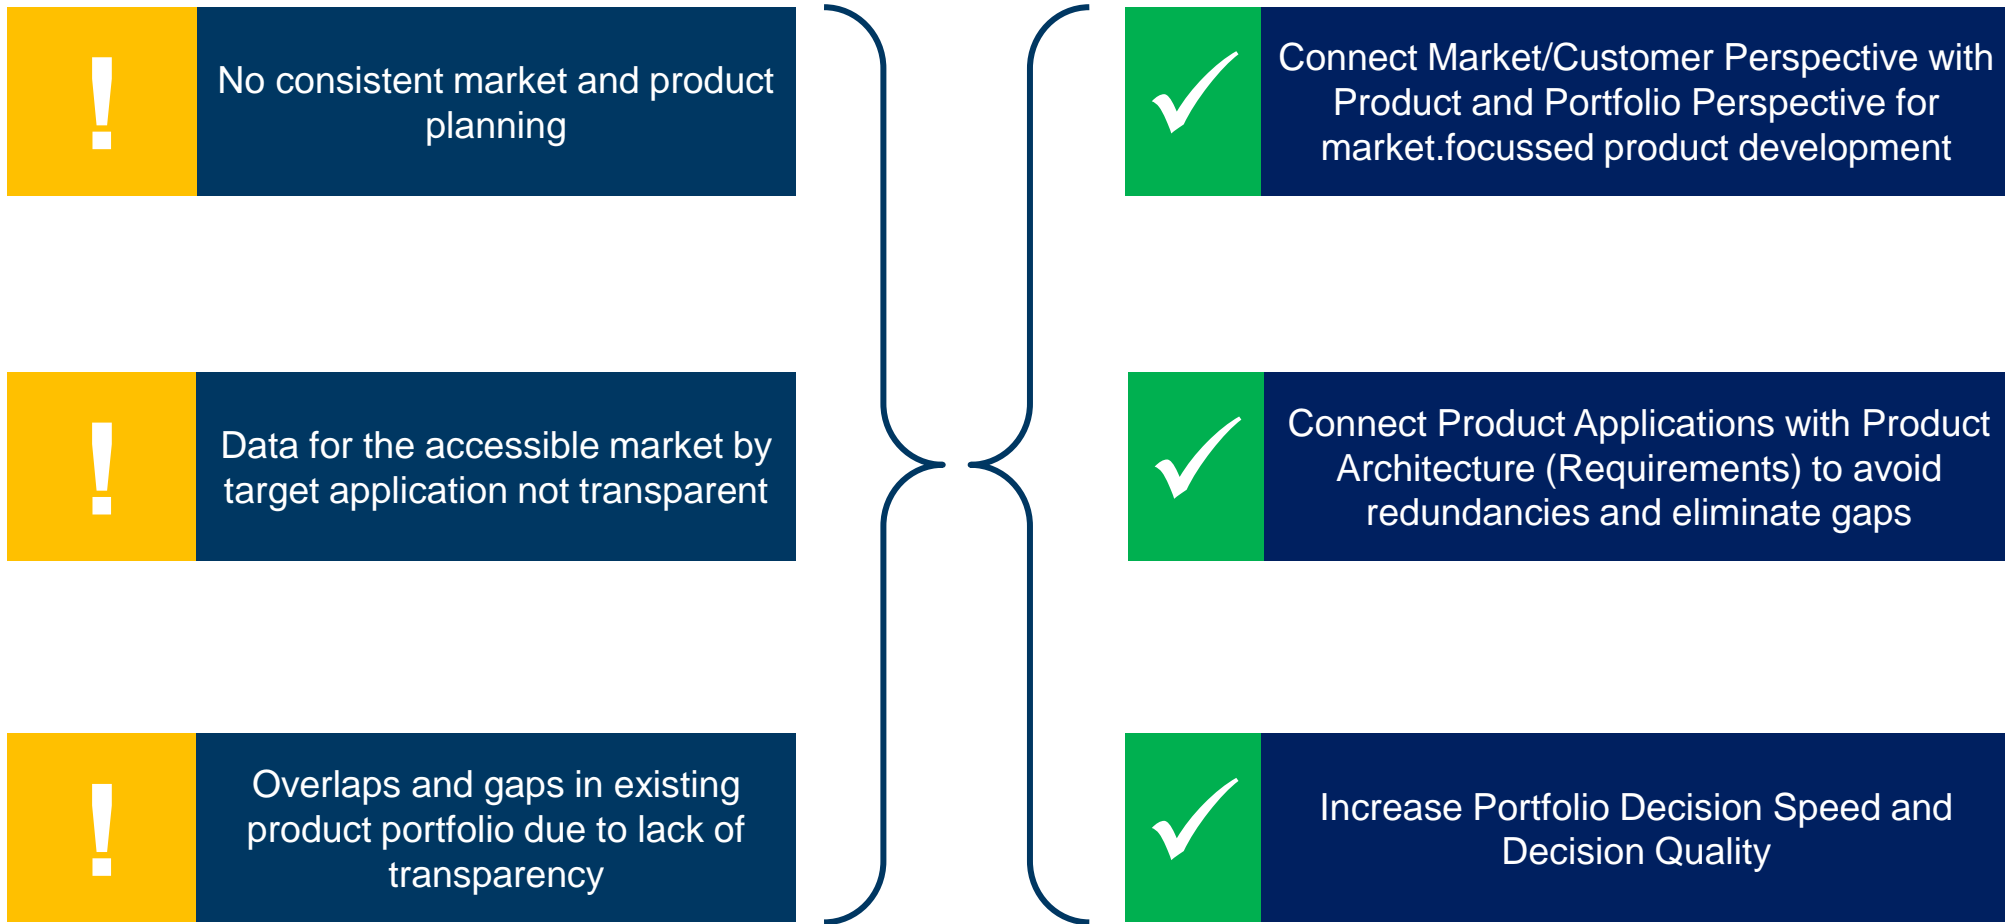 !
No consistent market and product
planning
!
Data for the accessible market by
target application not transparent
!
Overlaps and gaps in existing
product portfolio due to lack of
transparency
✓
Connect Market/Customer Perspective with
Product and Portfolio Perspective for
market.focussed product development
✓
Connect Product Applications with Product
Architecture (Requirements) to avoid
redundancies and eliminate gaps
✓
Increase Portfolio Decision Speed and
Decision Quality